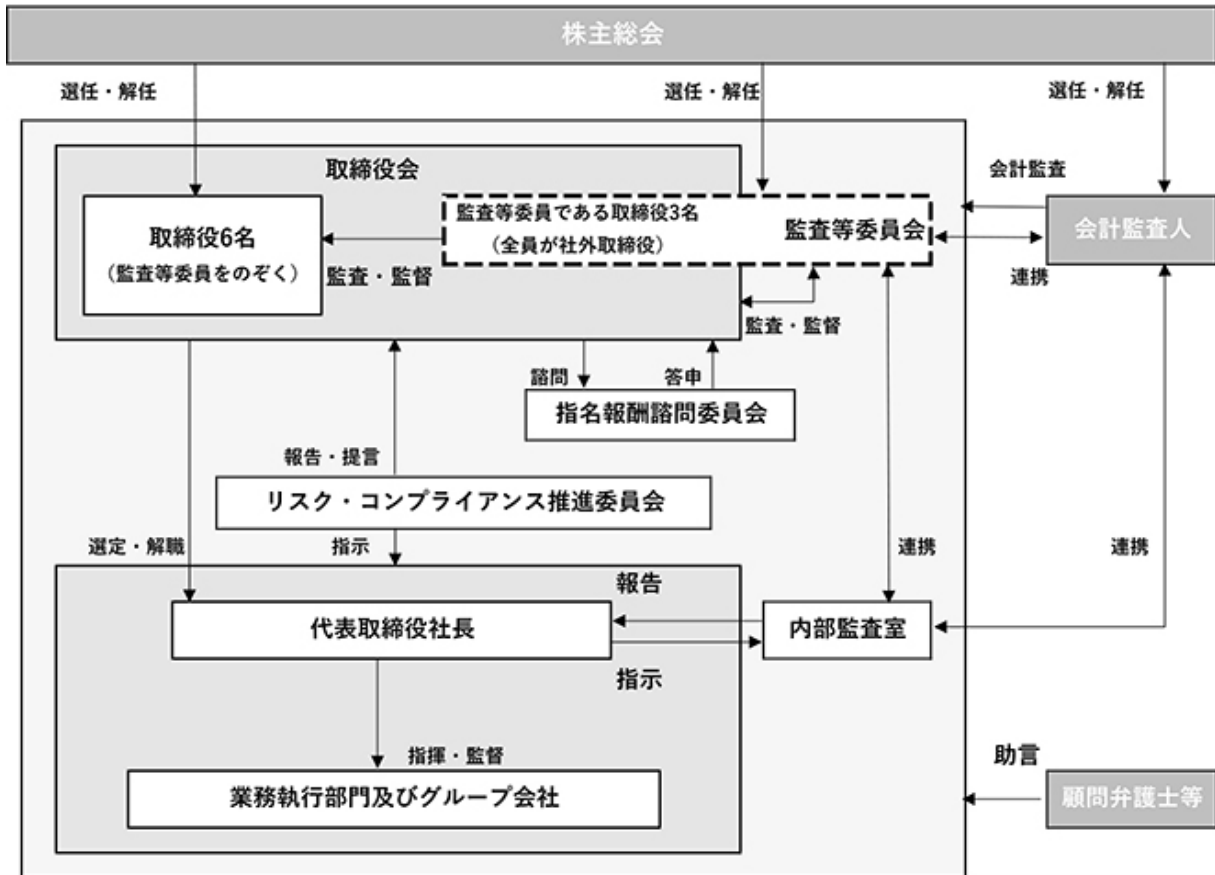 株主総会
選任・解任
選任・解任
選任・解任
取締役会
取締役6名
(監査等委員をのぞく)
監査等委員である取締役3名
(全員が社外取締役)
監査等委員会
監査・監督
会計監査
会計監査人
連携
監査・監督
諮問
答申
指名報酬諮問委員会
報告・提言
リスク・コンプライアンス推進委員会
選定・解職
指示
連携
連携
報告
代表取締役社長
内部監査室
指示
指揮・監督
業務執行部門及びグループ会社
助言
顧問弁護士等